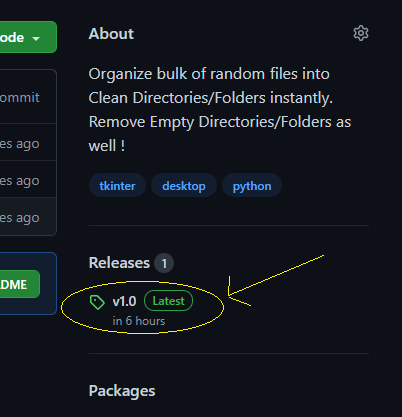 ode
About
ommit
Organize bulk of random files into
Clean Directories/Folders instantly.
Remove Empty Directories/Folders as
well !
es ago
es ago
es ago
tkinter desktop python
Releases 1
DME
v1.0 Latest
in 6 hours
Packages